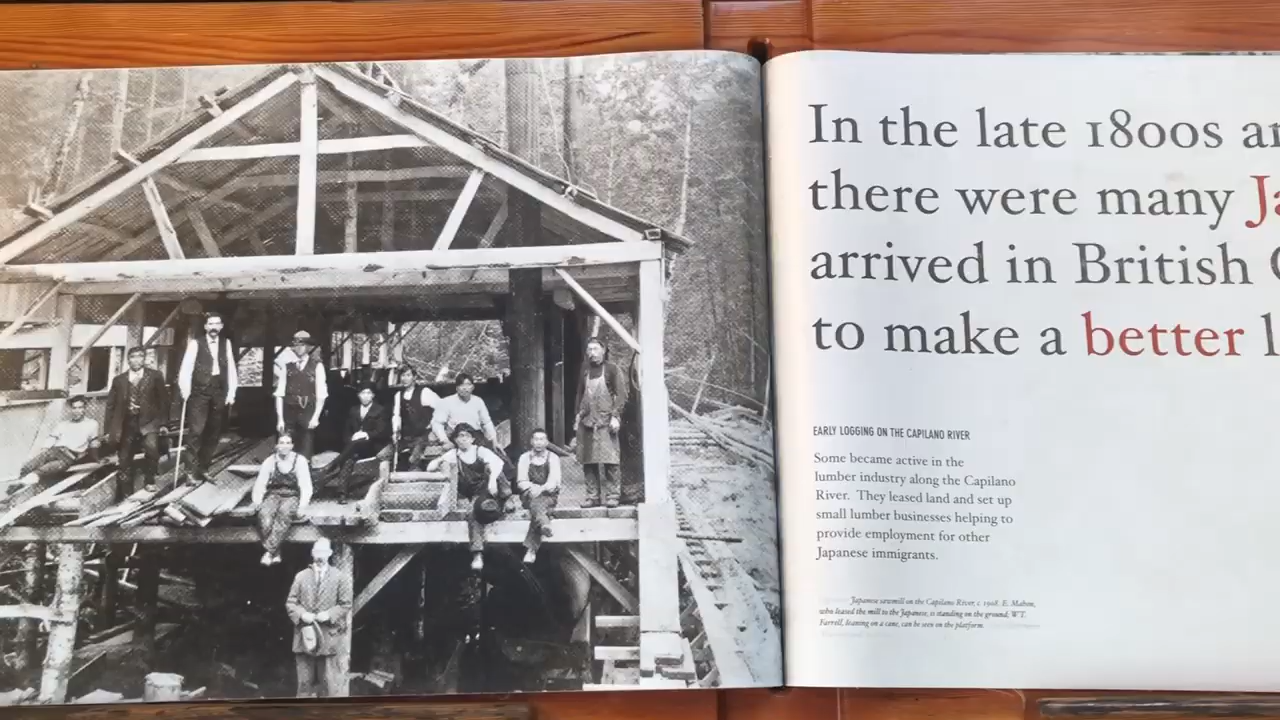 In the late 1800s an
there were many Ja
arrived in British C
to make a better l
EARLY LOGGING ON THE CAPILANO RIVER
Some became active in the
lumber industry along the Capilano
River. They leased land and set up
small lumber businesses helping to
provide employment for other
Japanese immigrants.
Japanese sawmill on the Capilano River, c. 1908. E. Mahon,
who leased the mill to the Japanese, is standing on the ground, W.T.
Farrell, leaning on a cane, can be seen on the platform.